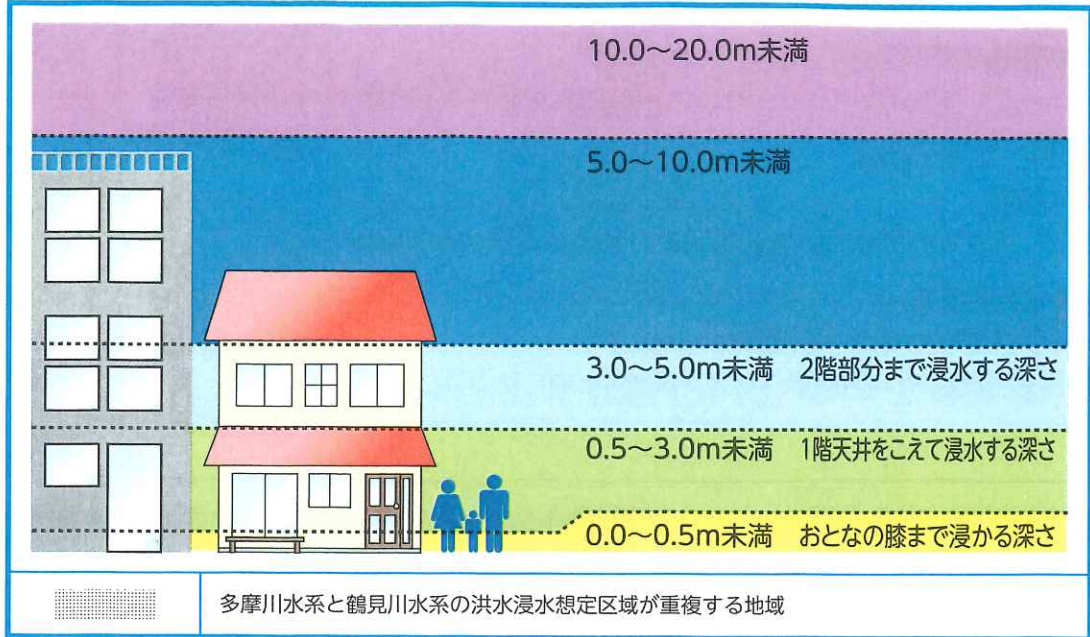 10.0〜20.0m未満
5.0〜10.0m未満
3.0〜5.0m未満 2階部分まで浸水する深さ
0.5〜3.0m未満 1階天井をこえて浸水する深さ
0.0〜0.5m未満 おとなの膝まで浸かる深さ
多摩川水系と鶴見川水系の洪水浸水想定区域が重複する地域